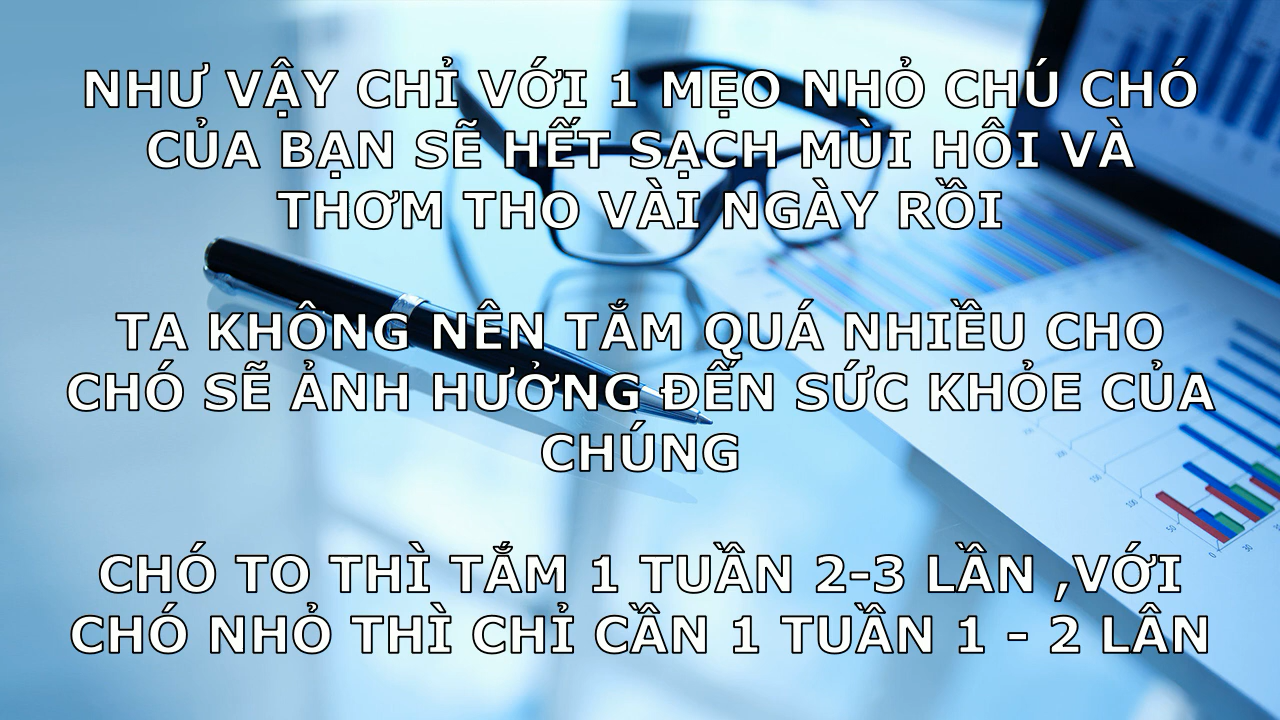 NHƯ VẬY CHỈ VỚI 1 MẸO NHỎ CHÚ CHÓ
CỦA BẠN SẼ HẾT SẠCH MÙI HÔI VÀ
THƠM THO VÀI NGÀY RỒI
TA KHÔNG NÊN TẮM QUÁ NHIỀU CHO
CHÓ SẼ ẢNH HƯỞNG ĐẾN SỨC KHỎE CỦA
CHÚNG
CHÓ TO THÌ TẮM 1 TUẦN 2-3 LẦN ,VỚI
CHÓ NHỎ THÌ CHỈ CẦN 1 TUẦN 1 - 2 LẦN